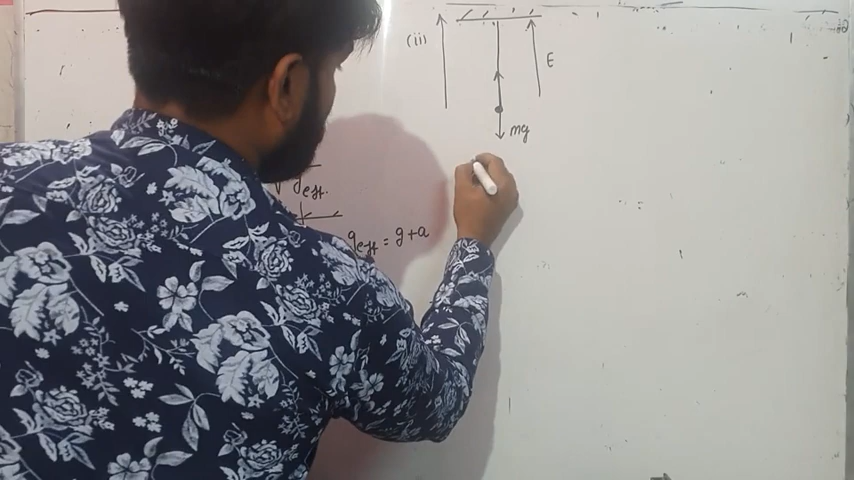 (ii)
E
mg
geff.
geff = g+a